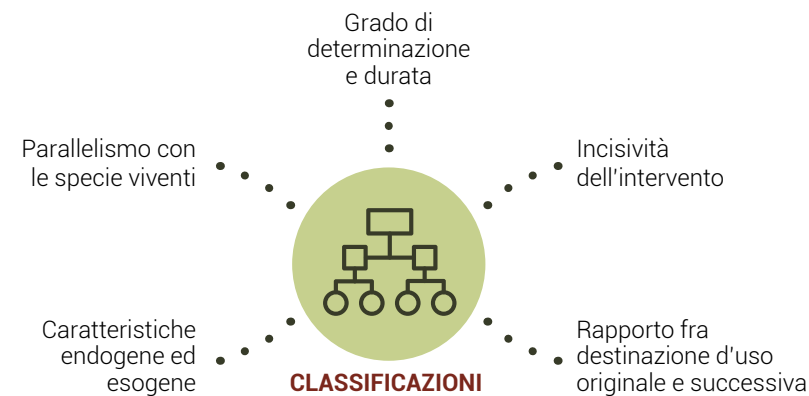 Grado di
determinazione
e durata
Parallelismo con
le specie viventi
Incisività
dell'intervento
Caratteristiche
endogene ed
esogene
CLASSIFICAZIONI
Rapporto fra
destinazione d'uso
originale e successiva